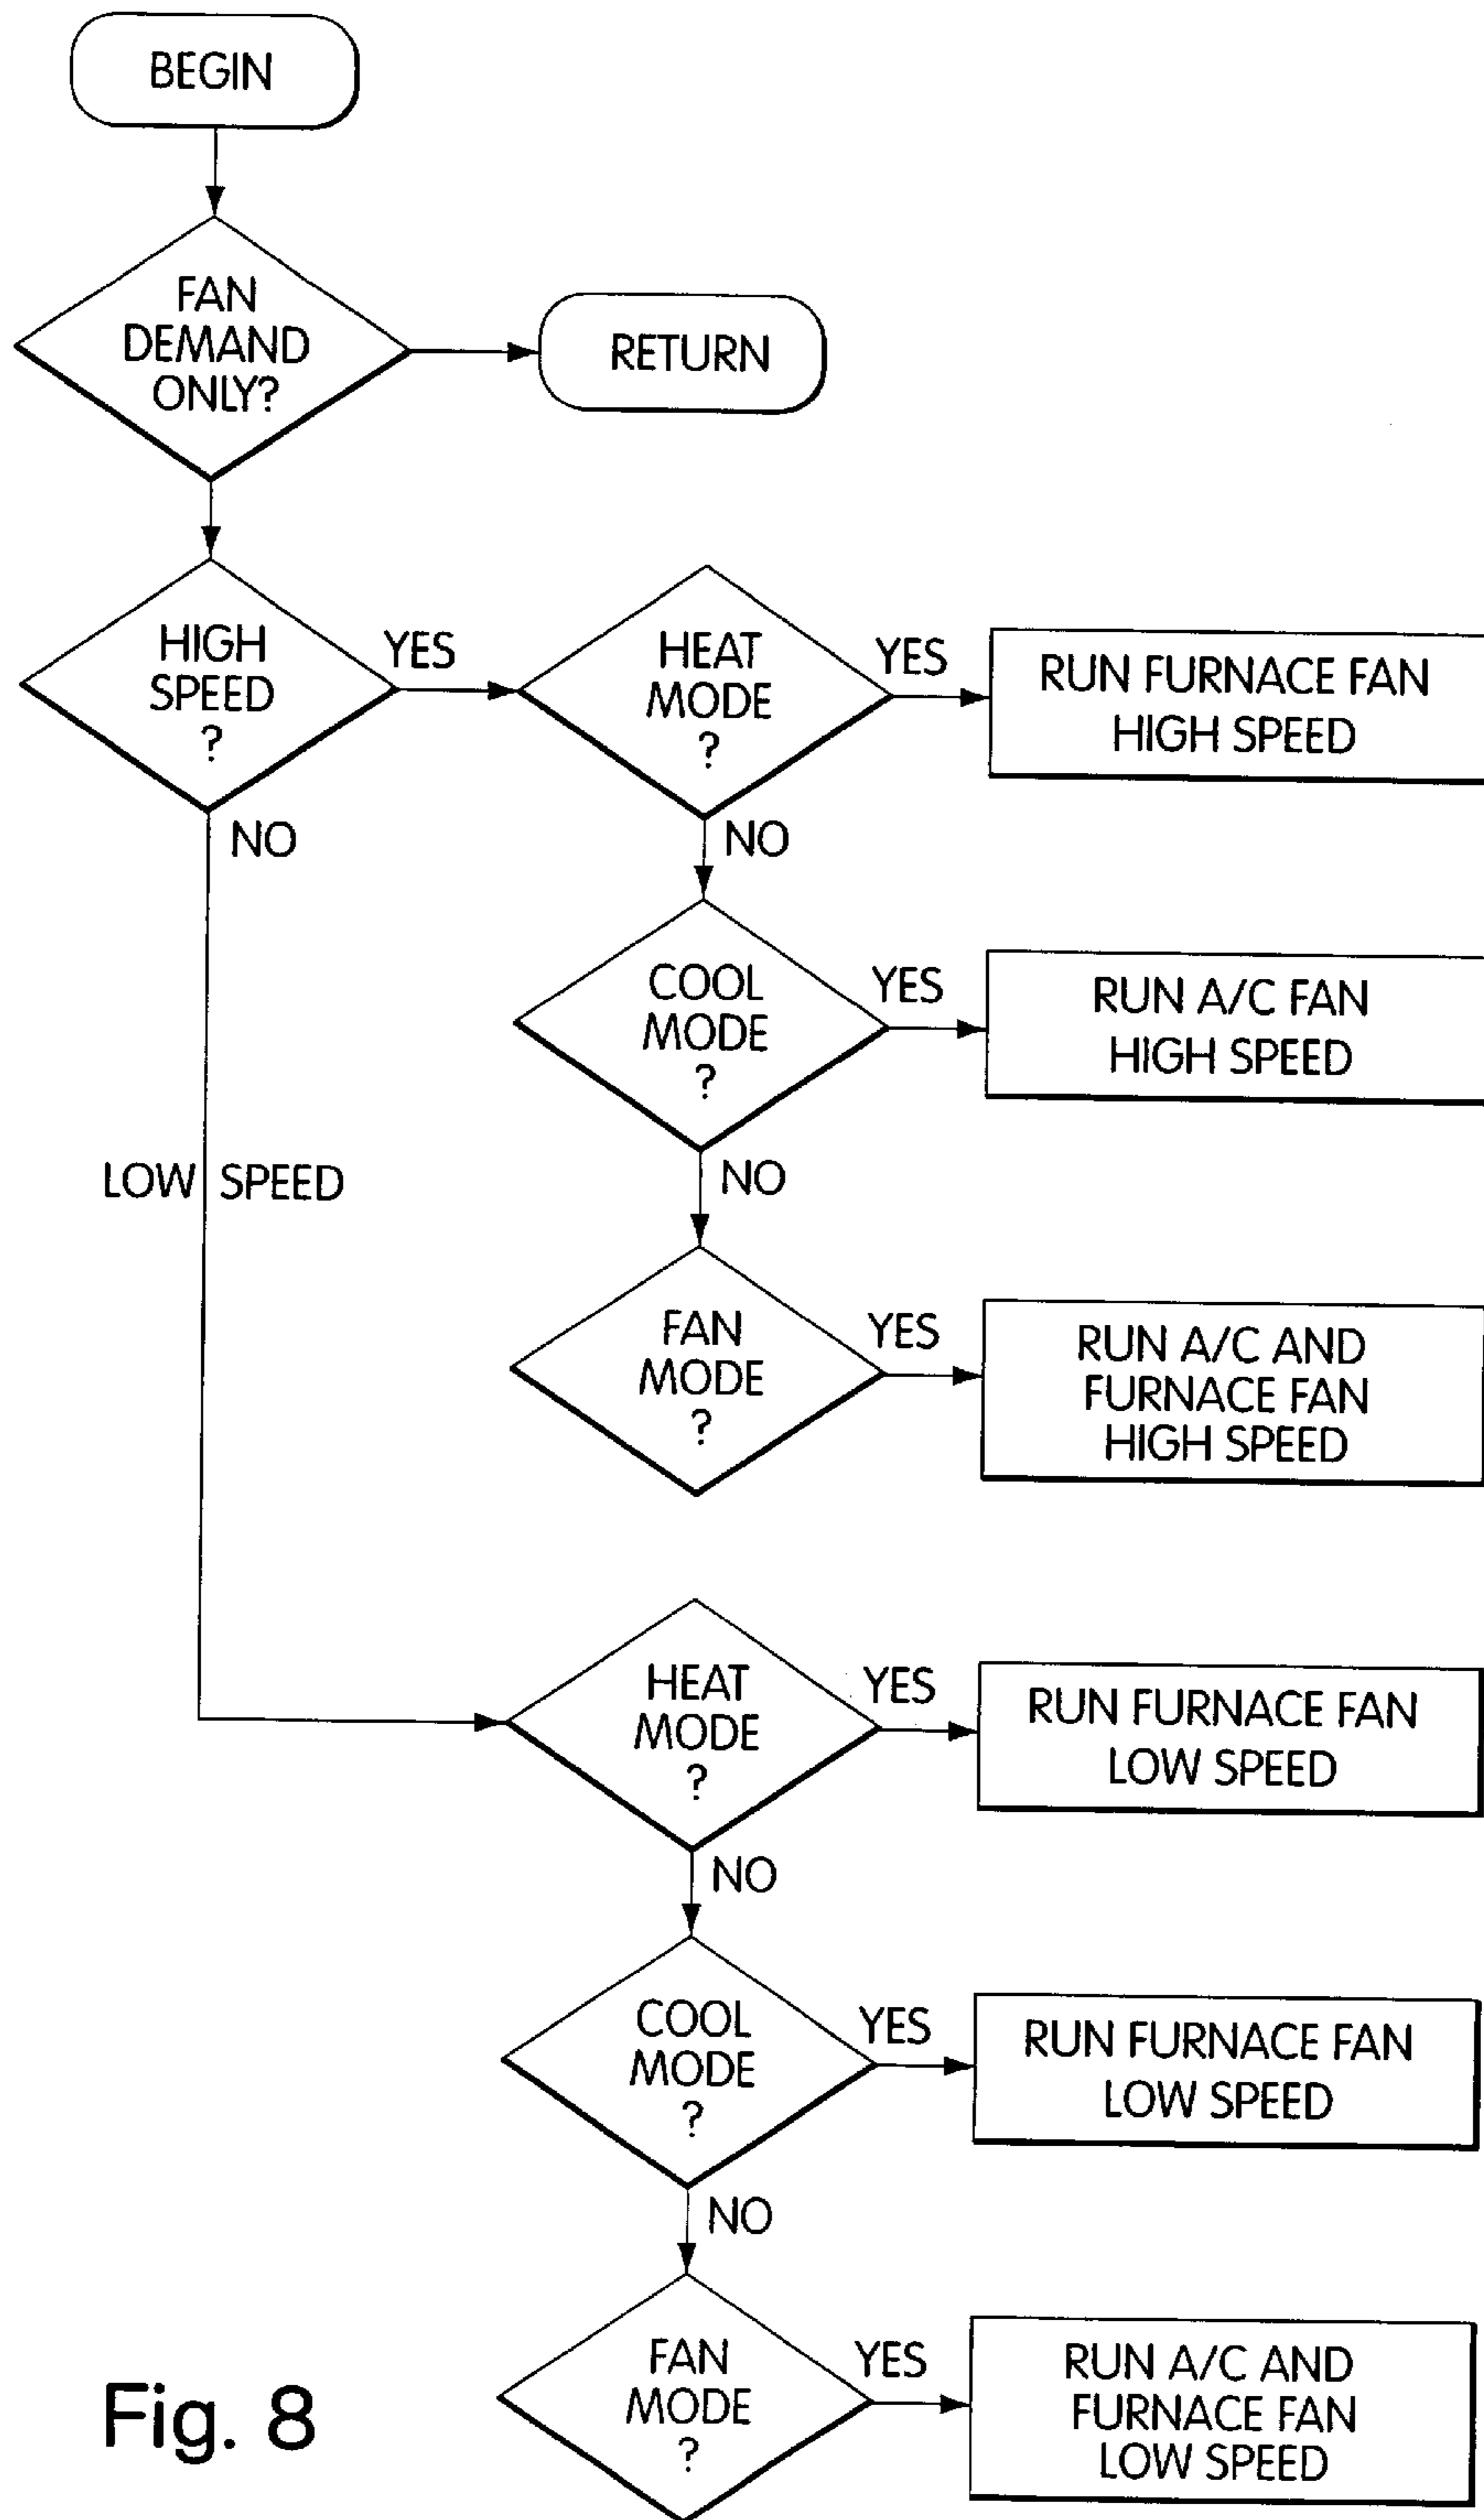 BEGIN
FAN
DEMAND
ONLY?
RETURN
HIGH
SPEED
?
YES
HEAT
MODE
?
YES
RUN FURNACE FAN
HIGH SPEED
NO
NO
COOL
MODE
?
YES
RUN A/C FAN
HIGH SPEED
LOW SPEED
NO
FAN
MODE
?
YES
RUN A/C AND
FURNACE FAN
HIGH SPEED
HEAT
MODE
?
YES
RUN FURNACE FAN
LOW SPEED
NO
COOL
MODE
?
YES
RUN FURNACE FAN
LOW SPEED
NO
FAN
MODE
?
YES
RUN A/C AND
FURNACE FAN
LOW SPEED
Fig. 8